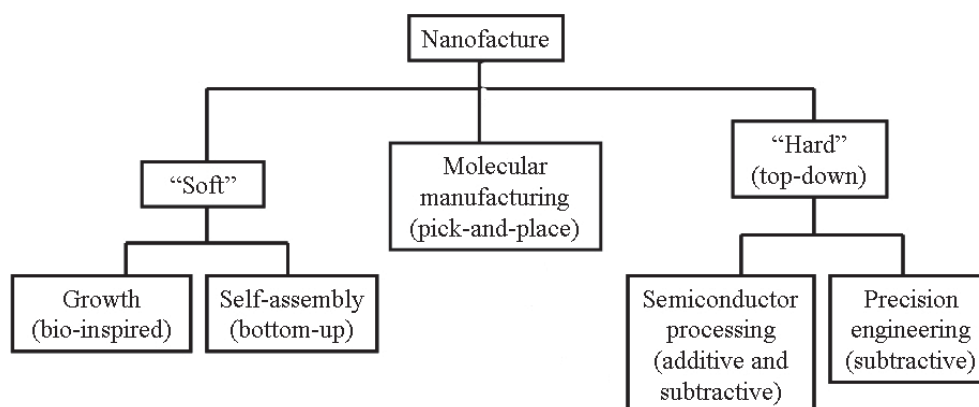 Nanofacture
“Soft”
Molecular
manufacturing
(pick-and-place)
“Hard”
(top-down)
Growth
(bio-inspired)
Self-assembly
(bottom-up)
Semiconductor
processing
(additive and
subtractive)
Precision
engineering
(subtractive)